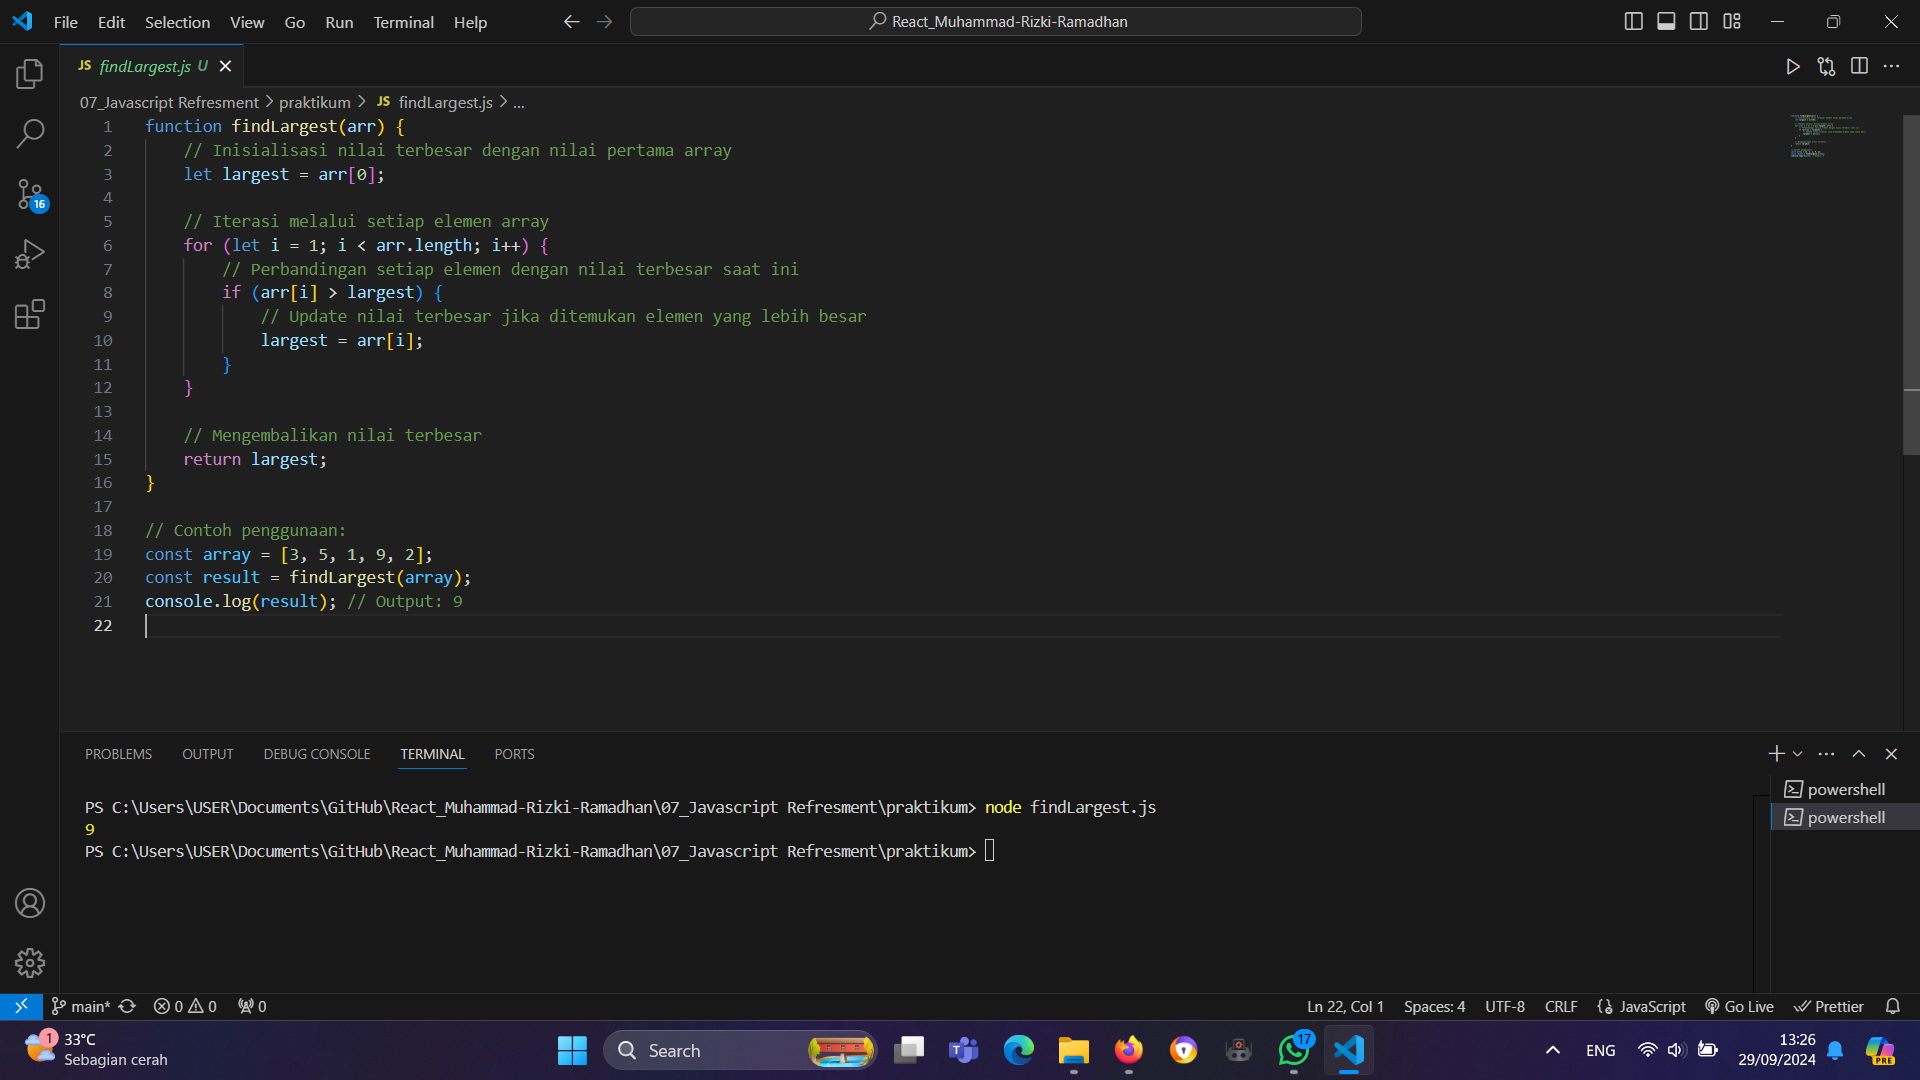 File Edit Selection View Go Run Terminal Help
React_Muhammad-Rizki-Ramadhan
JS findLargest.js U
07_Javascript Refresment > praktikum > JS findLargest.js > ...
1 function findLargest(arr) {
2 // Inisialisasi nilai terbesar dengan nilai pertama array
3 let largest = arr[0];
4
5 // Iterasi melalui setiap elemen array
6 for (let i = 1; i < arr.length; i++) {
7 // Perbandingan setiap elemen dengan nilai terbesar saat ini
8 if (arr[i] > largest) {
9 // Update nilai terbesar jika ditemukan elemen yang lebih besar
10 largest = arr[i];
11 }
12 }
13
14 // Mengembalikan nilai terbesar
15 return largest;
16 }
17
18 // Contoh penggunaan:
19 const array = [3, 5, 1, 9, 2];
20 const result = findLargest(array);
21 console.log(result); // Output: 9
22
16
PROBLEMS OUTPUT DEBUG CONSOLE TERMINAL PORTS
PS C:\Users\USER\Documents\GitHub\React_Muhammad-Rizki-Ramadhan\07_Javascript Refresment\praktikum> node findLargest.js
9
PS C:\Users\USER\Documents\GitHub\React_Muhammad-Rizki-Ramadhan\07_Javascript Refresment\praktikum>
powershell
powershell
main* 0 0 0 Ln 22, Col 1 Spaces: 4 UTF-8 CRLF {} JavaScript Go Live Prettier
1 33°C
Sebagian cerah
Search
17
ENG
13:26
29/09/2024
PRE